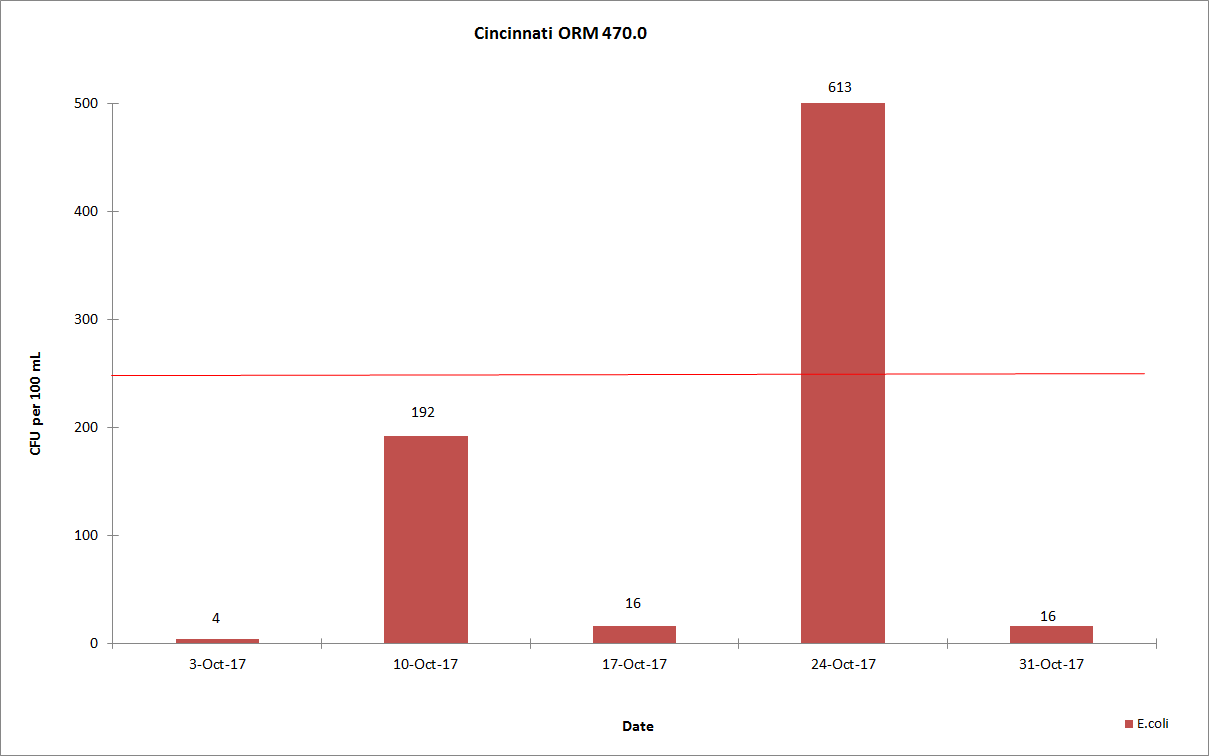 Cincinnati ORM 470.0
613
500
400
300
200
100
0
CFU per 100 mL
192
4
16
16
3-Oct-17
10-Oct-17
17-Oct-17
24-Oct-17
31-Oct-17
Date
E.coli